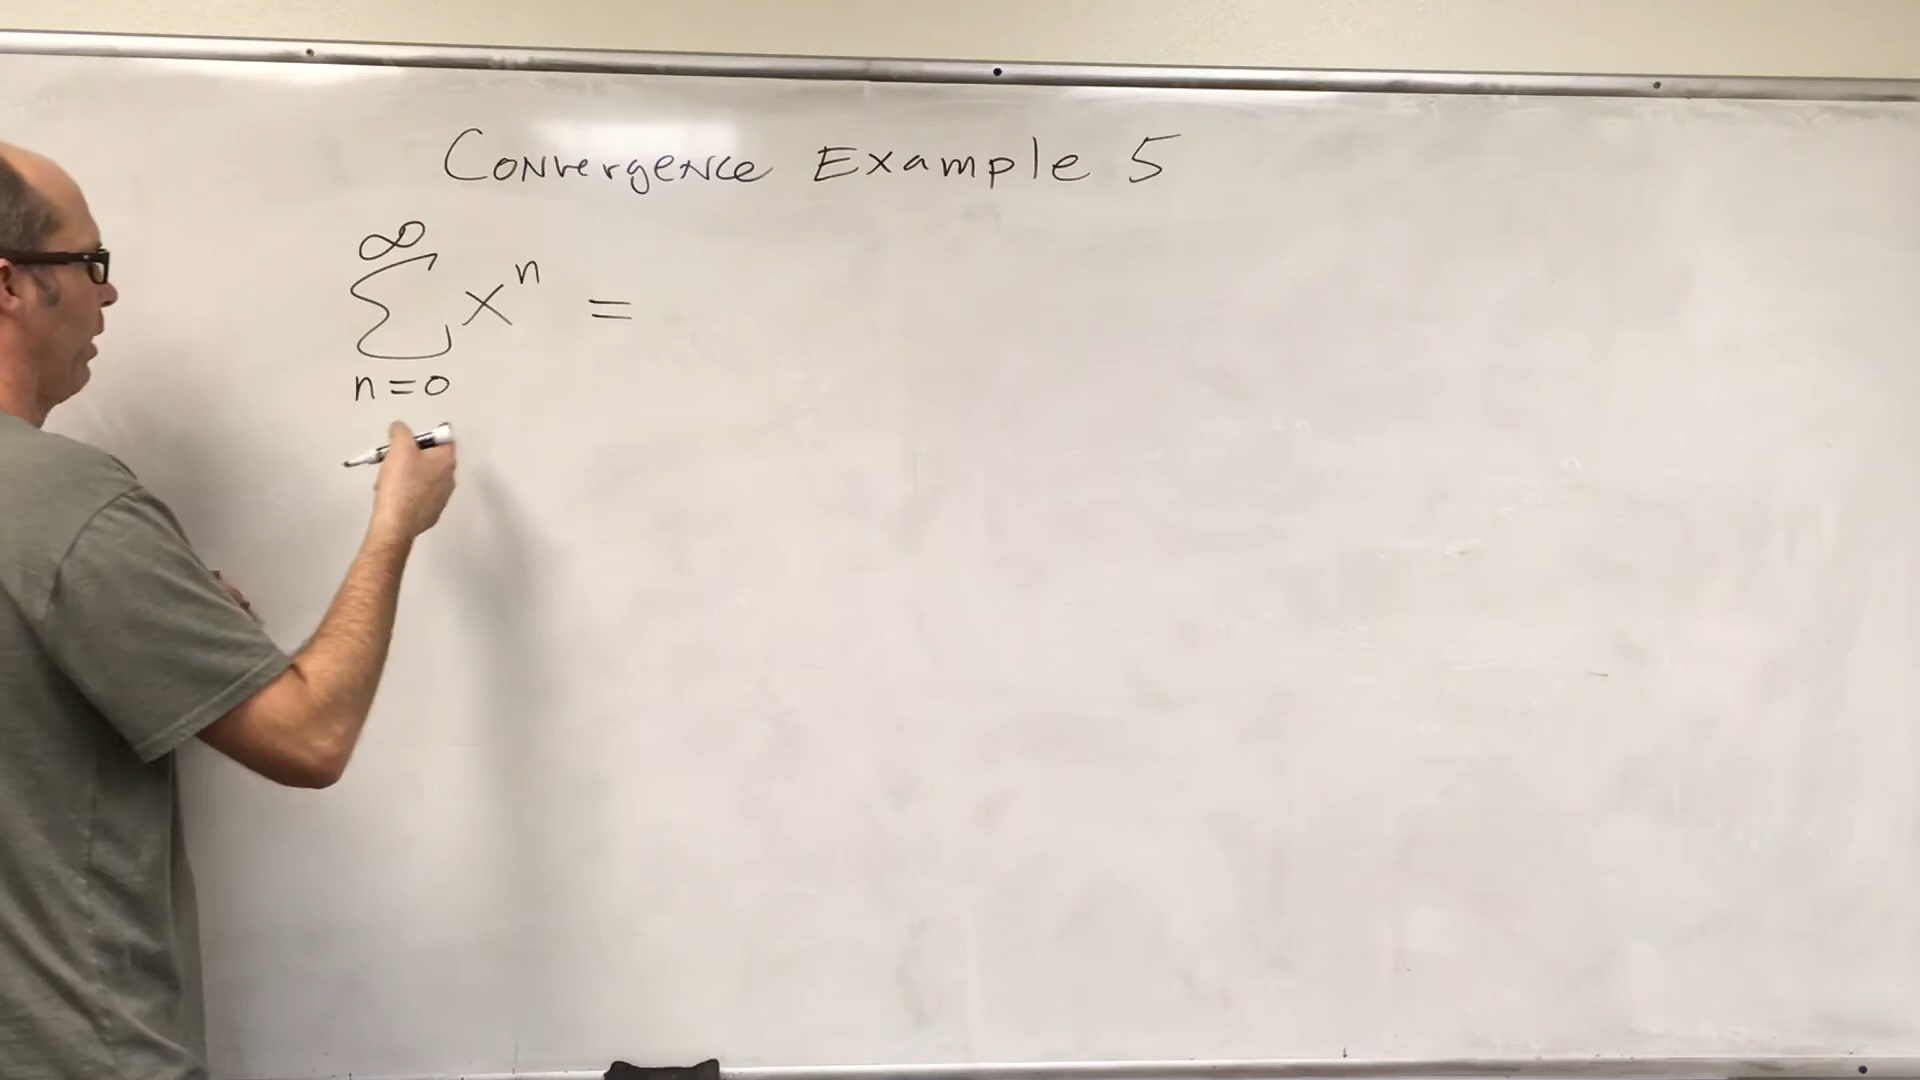 Convergence Example 5
∞
∑ xⁿ =
n=0